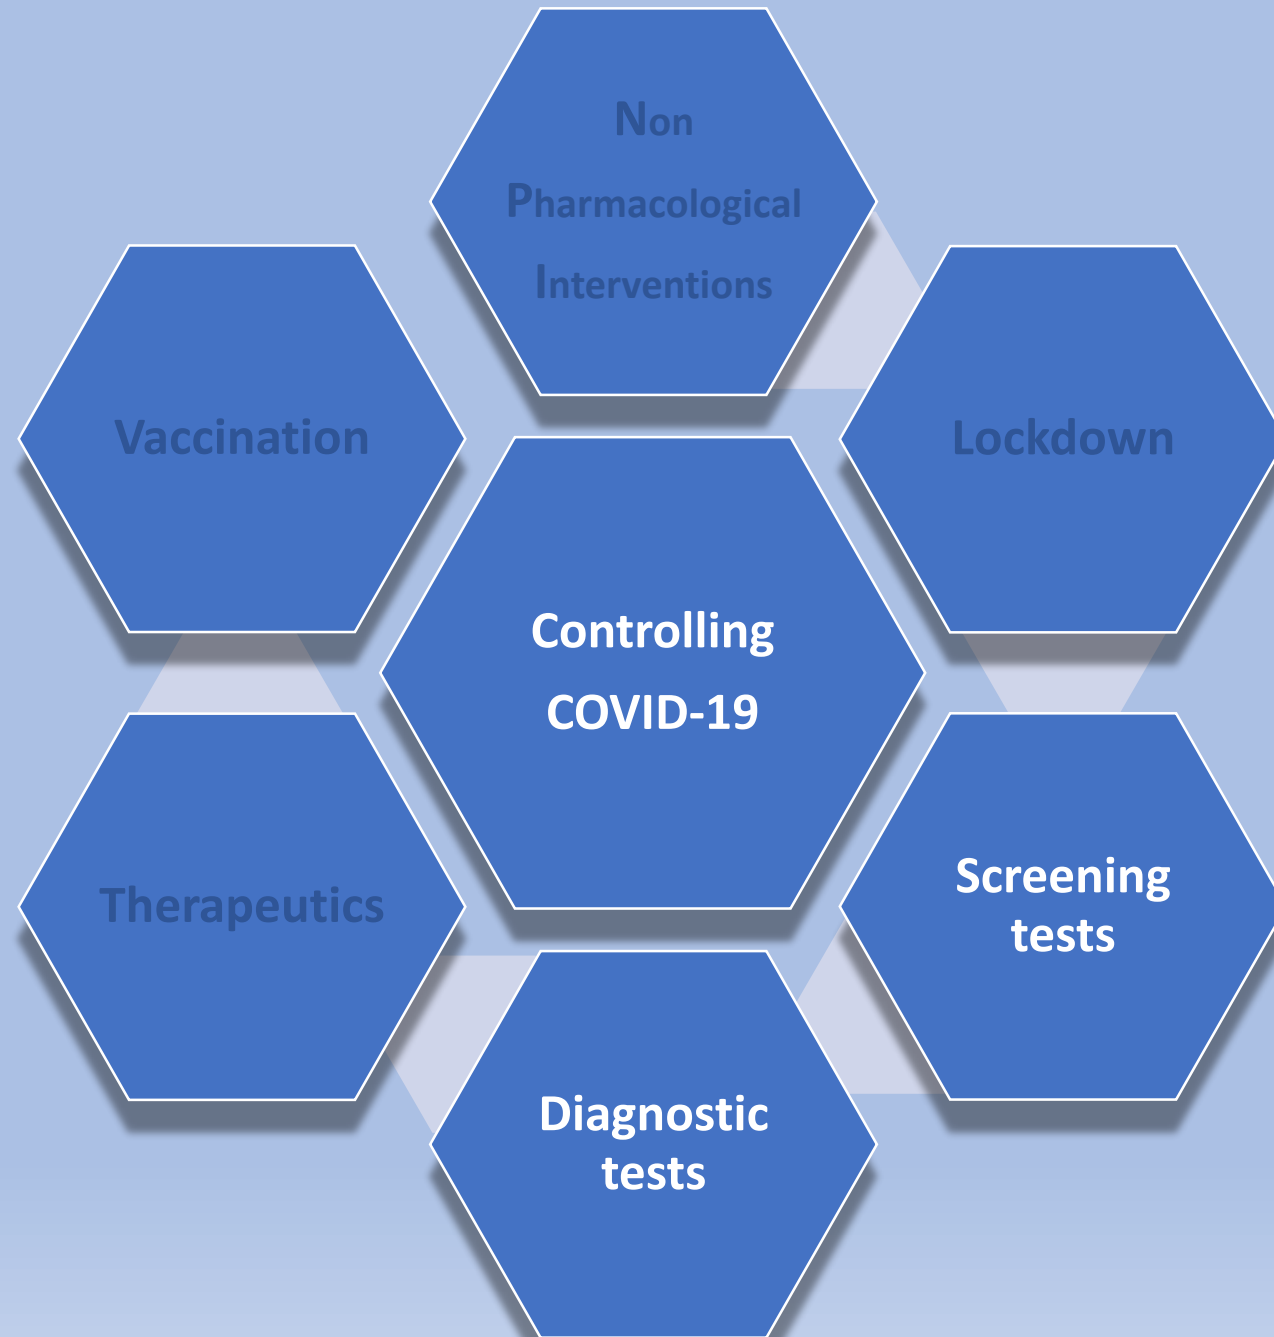 Non
Pharmacological
Interventions
Vaccination
Lockdown
Controlling
COVID-19
Therapeutics
Screening
tests
Diagnostic
tests